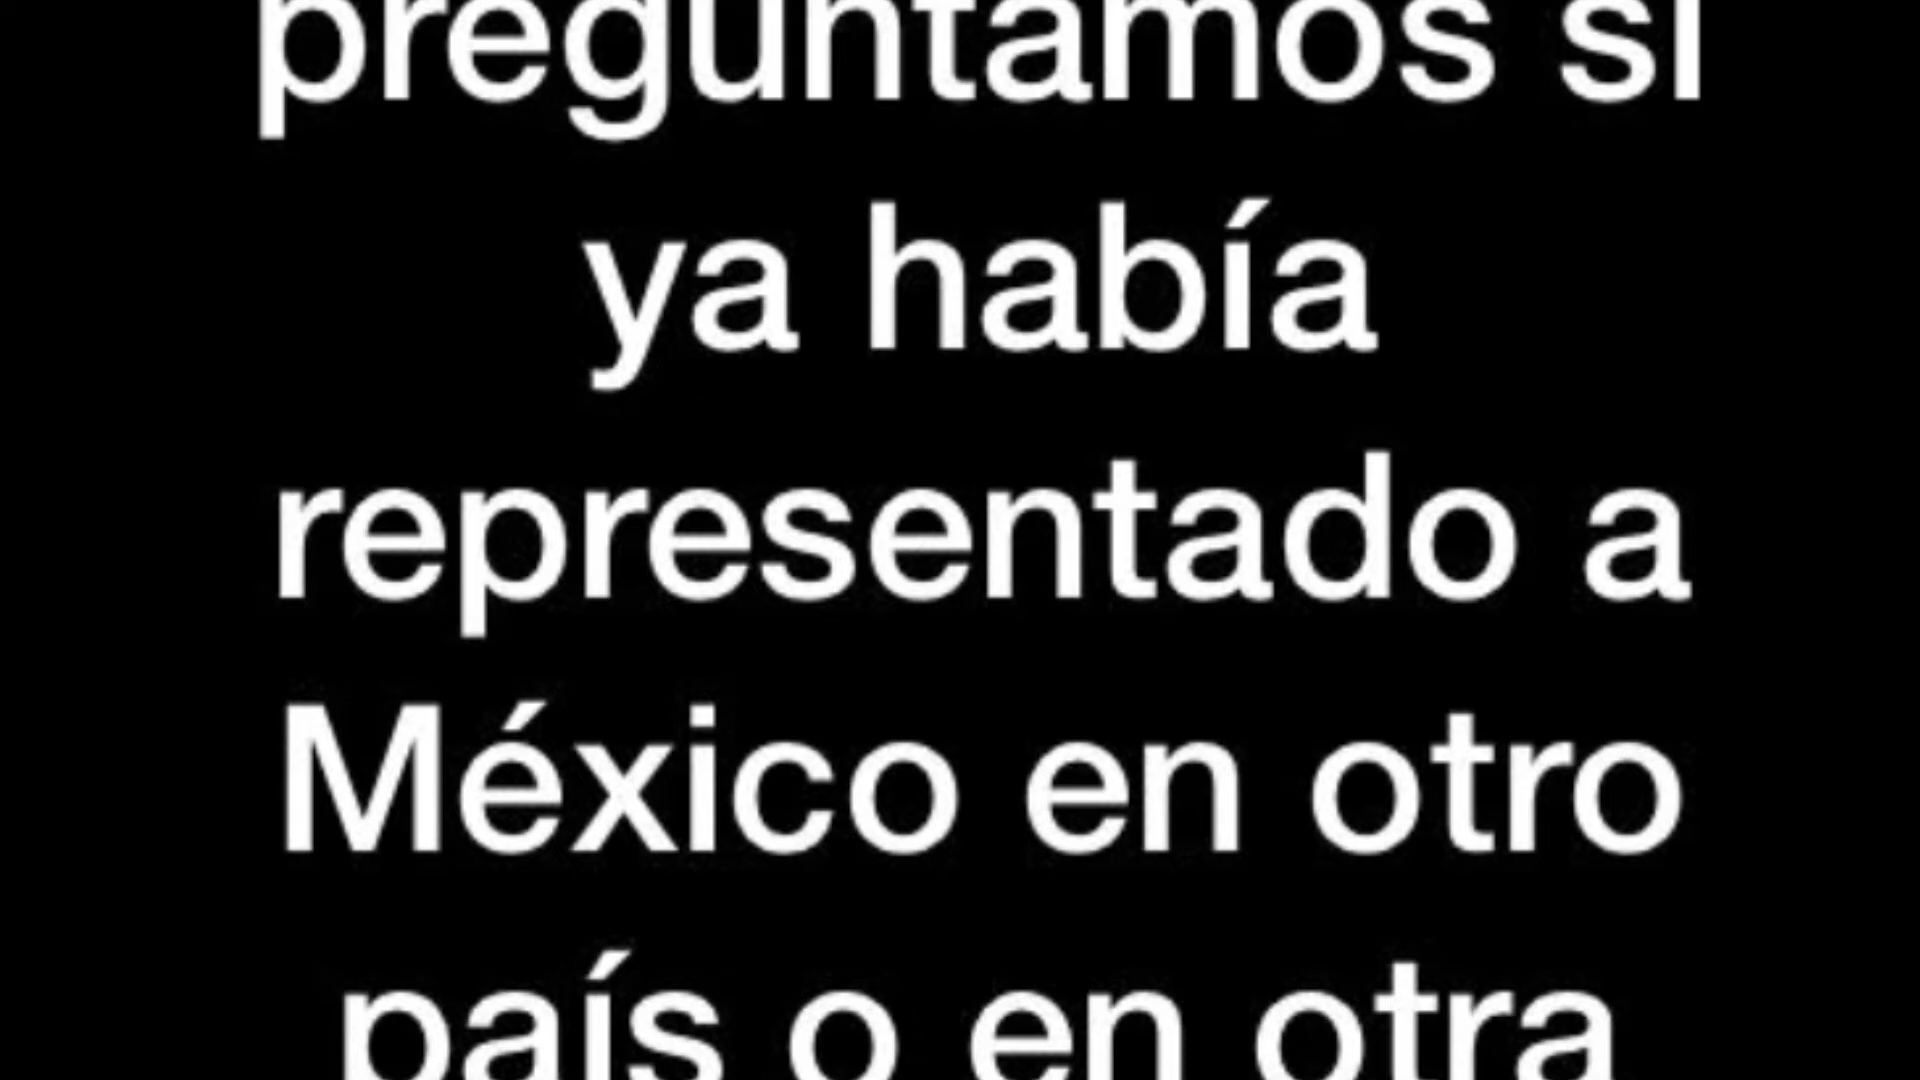 preguntamos si
ya había
representado a
México en otro
país o en otra